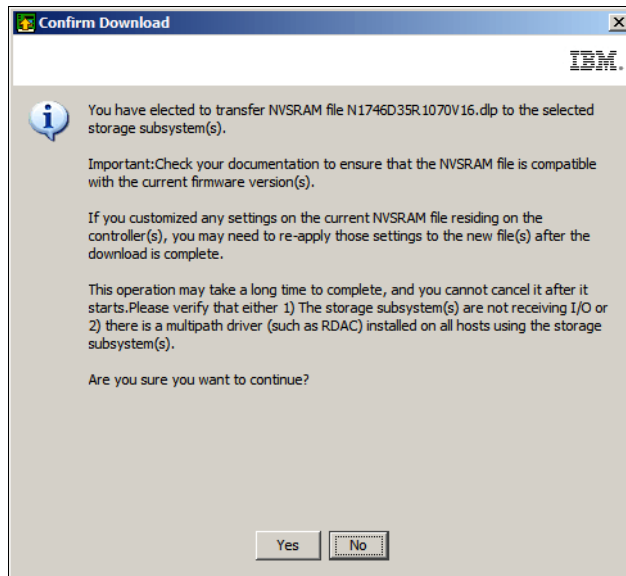 Confirm Download
IBM.
You have elected to transfer NVSRAM file N1746D35R1070V16.dlp to the selected
storage subsystem(s).
Important:Check your documentation to ensure that the NVSRAM file is compatible
with the current firmware version(s).
If you customized any settings on the current NVSRAM file residing on the
controller(s), you may need to re-apply those settings to the new file(s) after the
download is complete.
This operation may take a long time to complete, and you cannot cancel it after it
starts.Please verify that either 1) The storage subsystem(s) are not receiving I/O or
2) there is a multipath driver (such as RDAC) installed on all hosts using the storage
subsystem(s).
Are you sure you want to continue?
Yes No